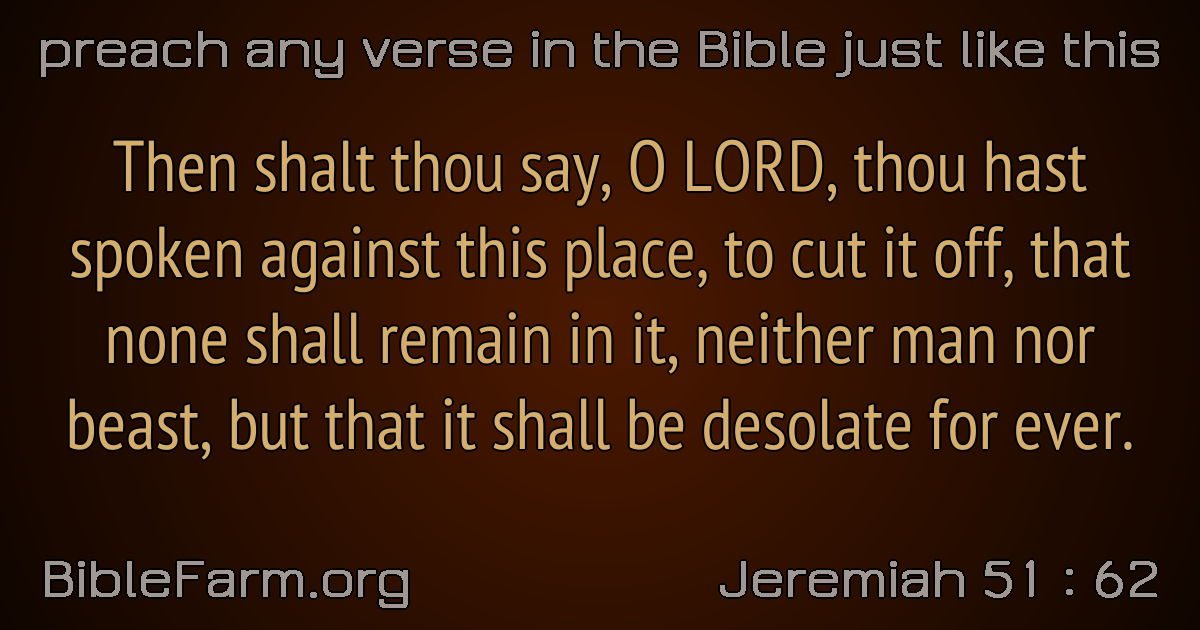 preach any verse in the Bible just like this
Then shalt thou say, O LORD, thou hast
spoken against this place, to cut it off, that
none shall remain in it, neither man nor
beast, but that it shall be desolate for ever.
BibleFarm.org
Jeremiah 51 : 62